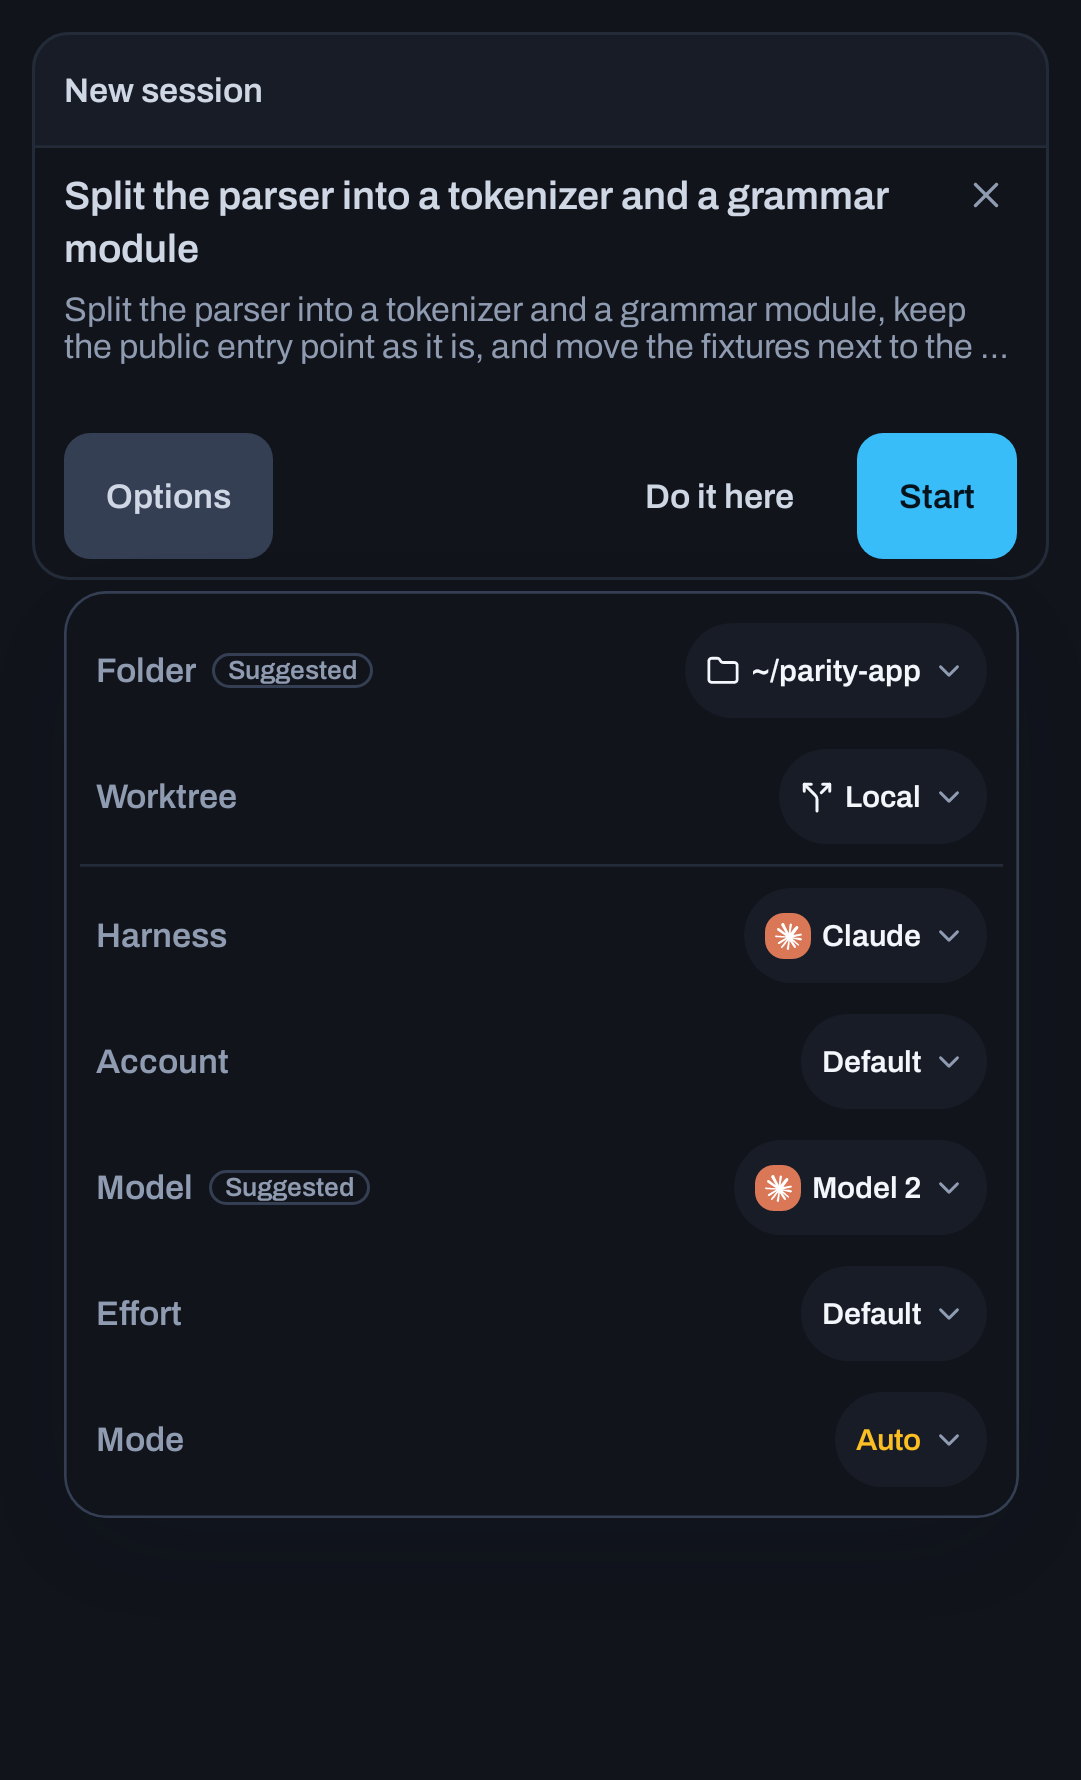 New session
Split the parser into a tokenizer and a grammar
module
Split the parser into a tokenizer and a grammar module, keep
the public entry point as it is, and move the fixtures next to the ...
Options
Do it here
Start
Folder
Suggested
~/parity-app
Worktree
Local
Harness
Claude
Account
Default
Model
Suggested
Model 2
Effort
Default
Mode
Auto